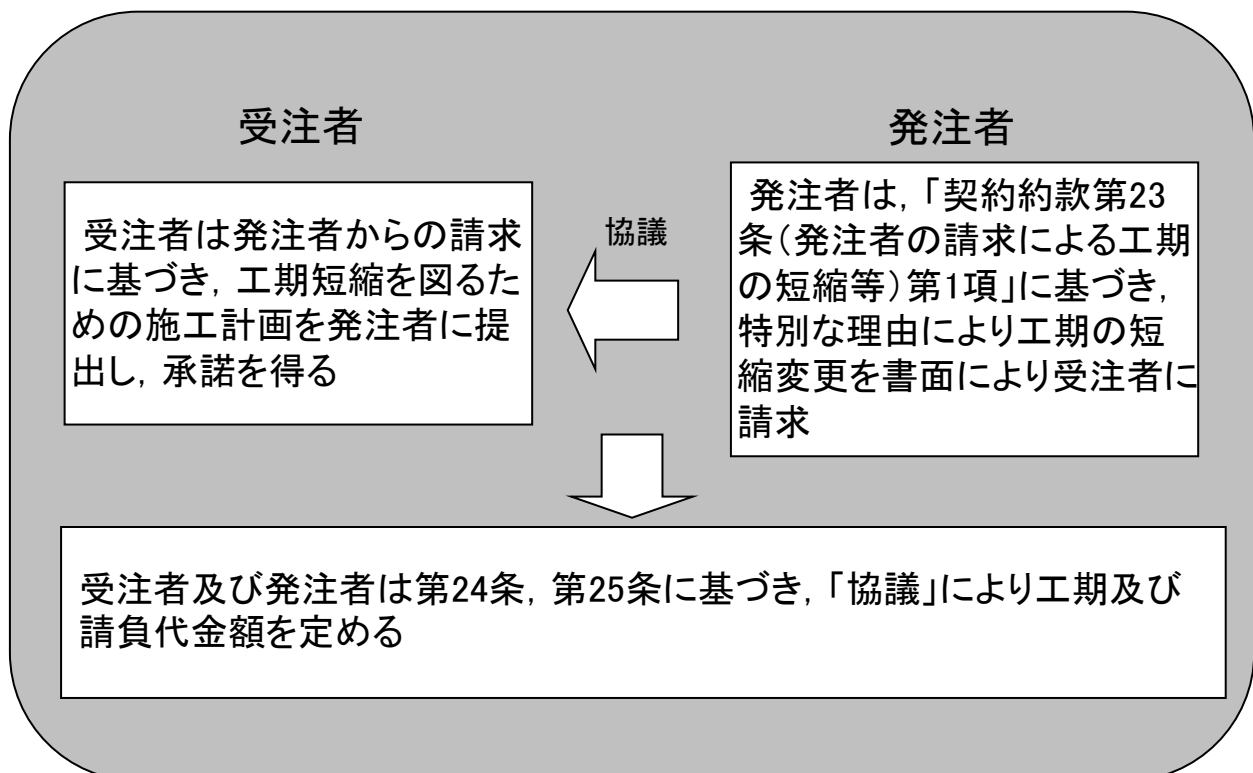 受注者
発注者
受注者は発注者からの請求
に基づき，工期短縮を図るた
めの施工計画を発注者に提
出し，承諾を得る
協議
発注者は，「契約約款第23
条（発注者の請求による工期
の短縮等）第1項」に基づき，
特別な理由により工期の短
縮変更を書面により受注者に
請求
受注者及び発注者は第24条，第25条に基づき，「協議」により工期及び
請負代金額を定める